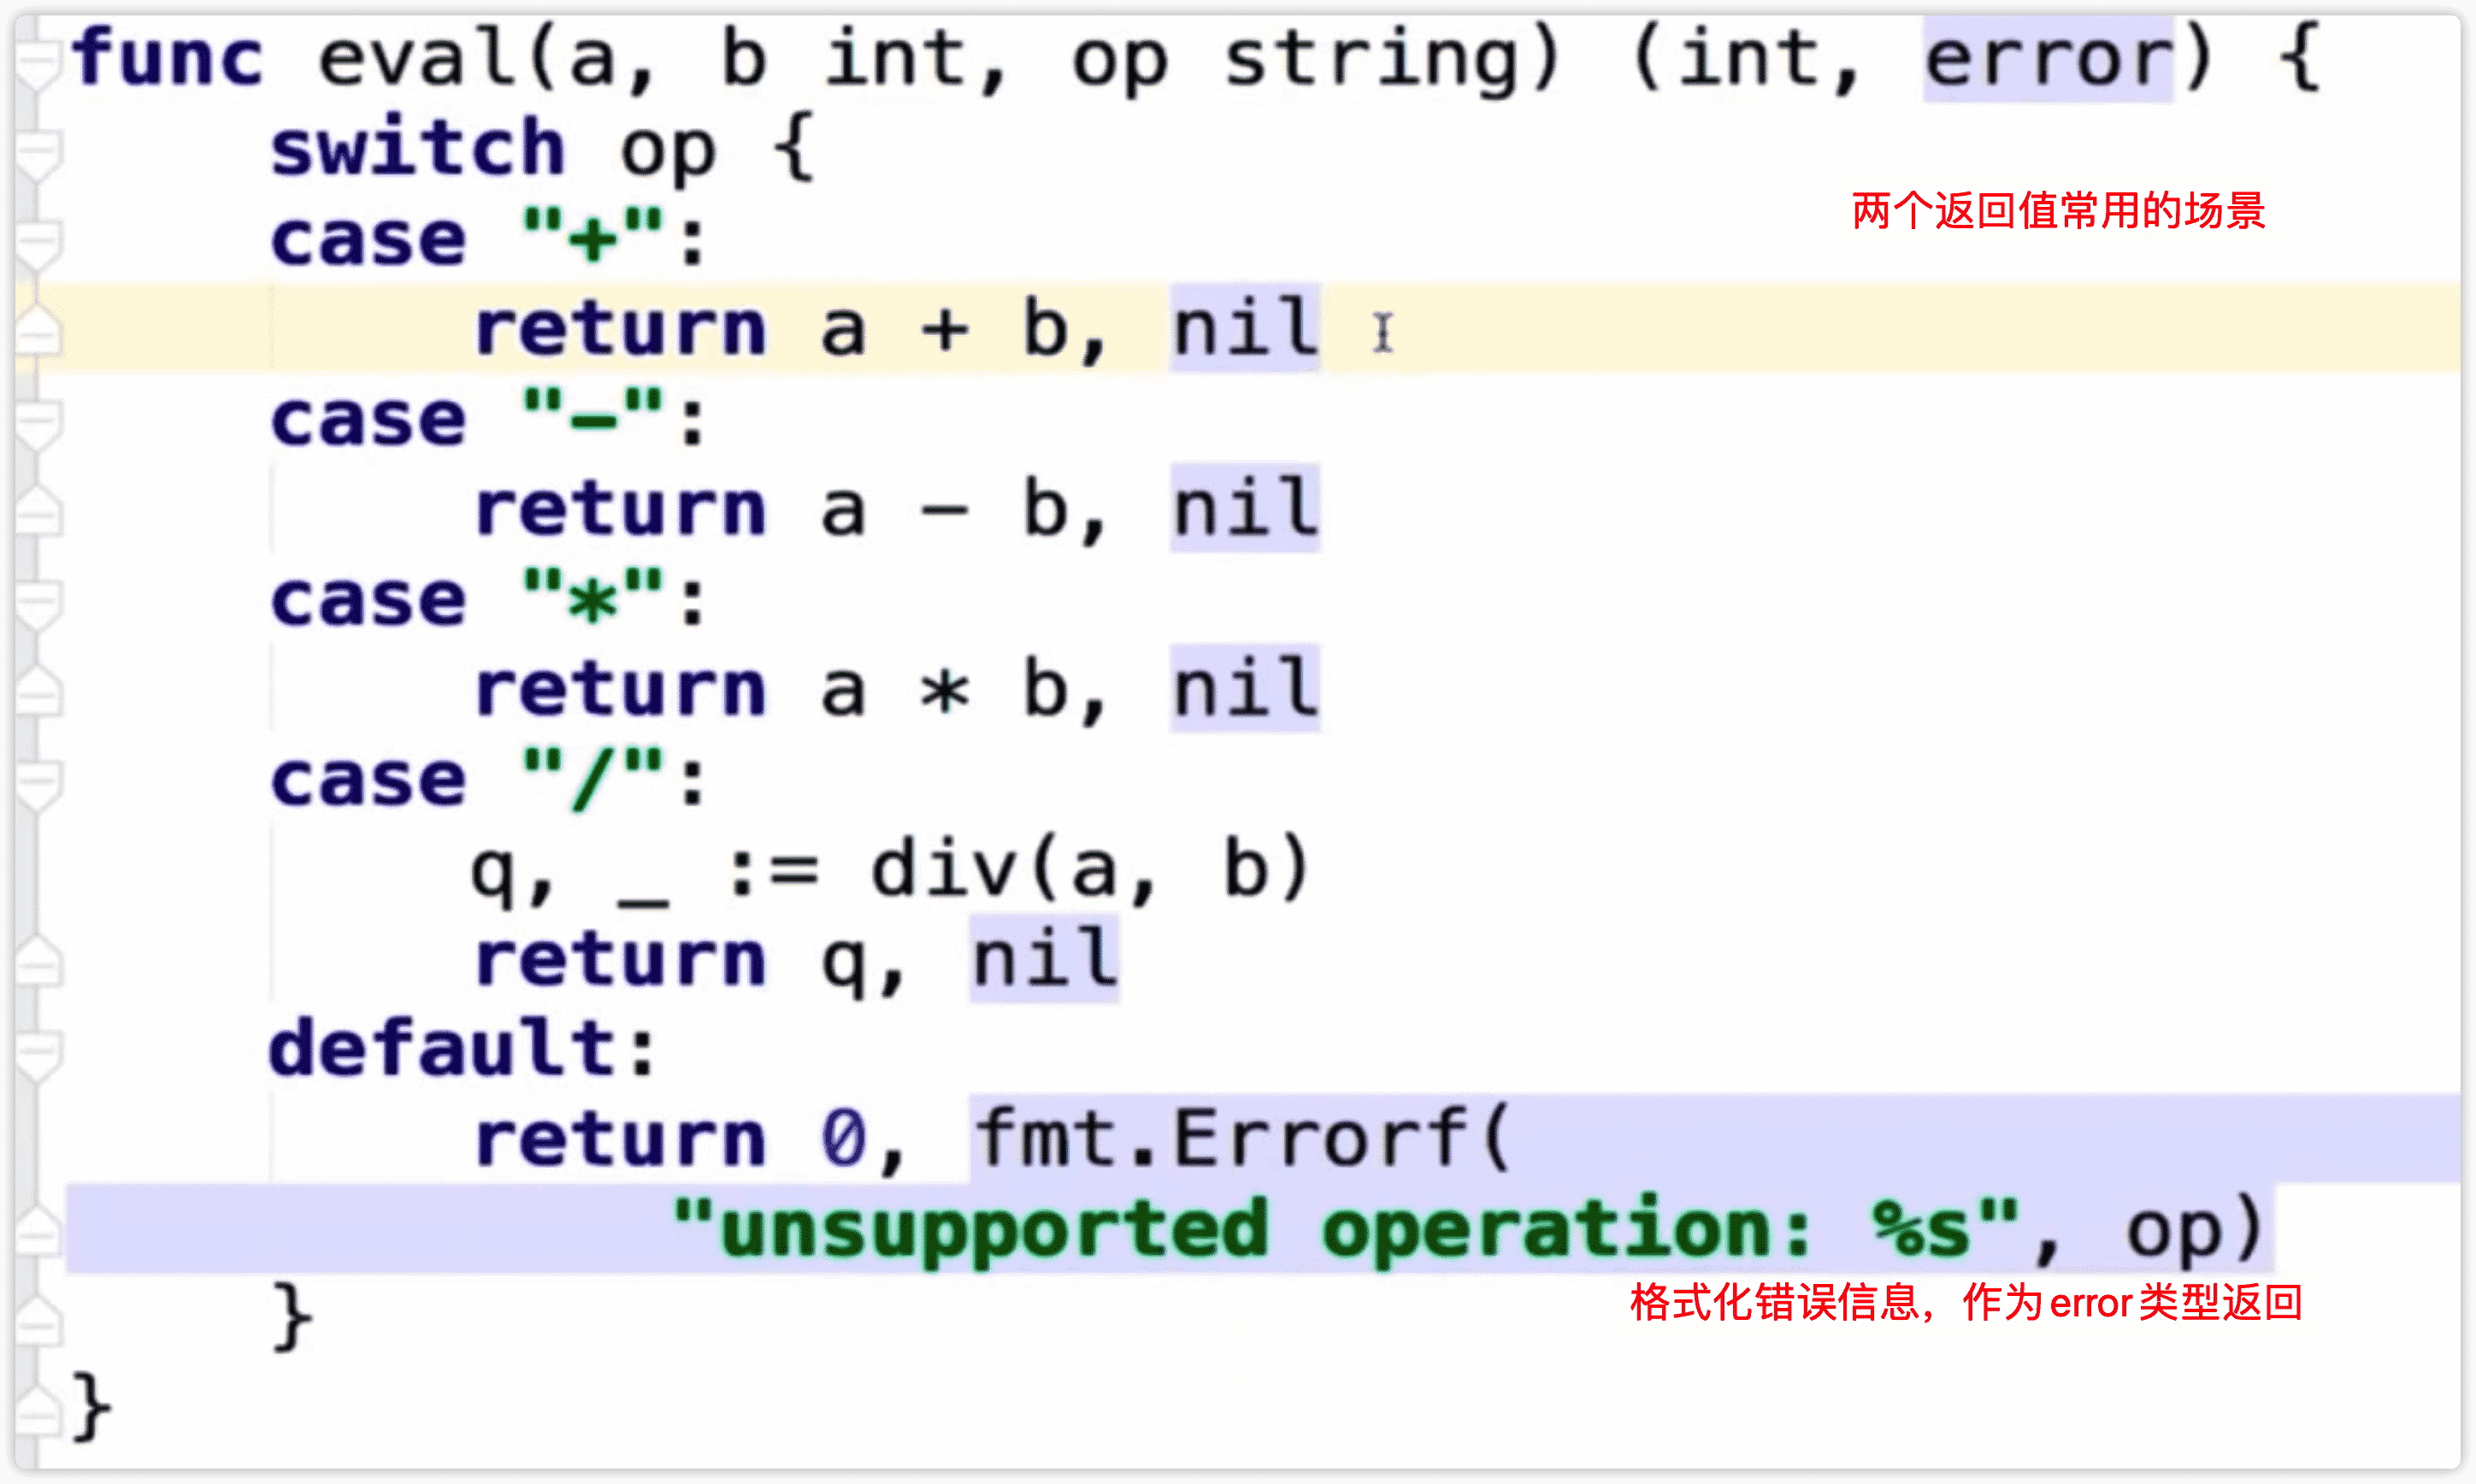 func eval(a, b int, op string) (int, error) {
switch op {
两个返回值常用的场景
case "+":
return a + b, nil
case "-":
return a - b, nil
case "*":
return a * b, nil
case "/":
q, _ := div(a, b)
return q, nil
default:
return 0, fmt.Errorf(
"unsupported operation: %s", op)
格式化错误信息，作为error类型返回
}
}